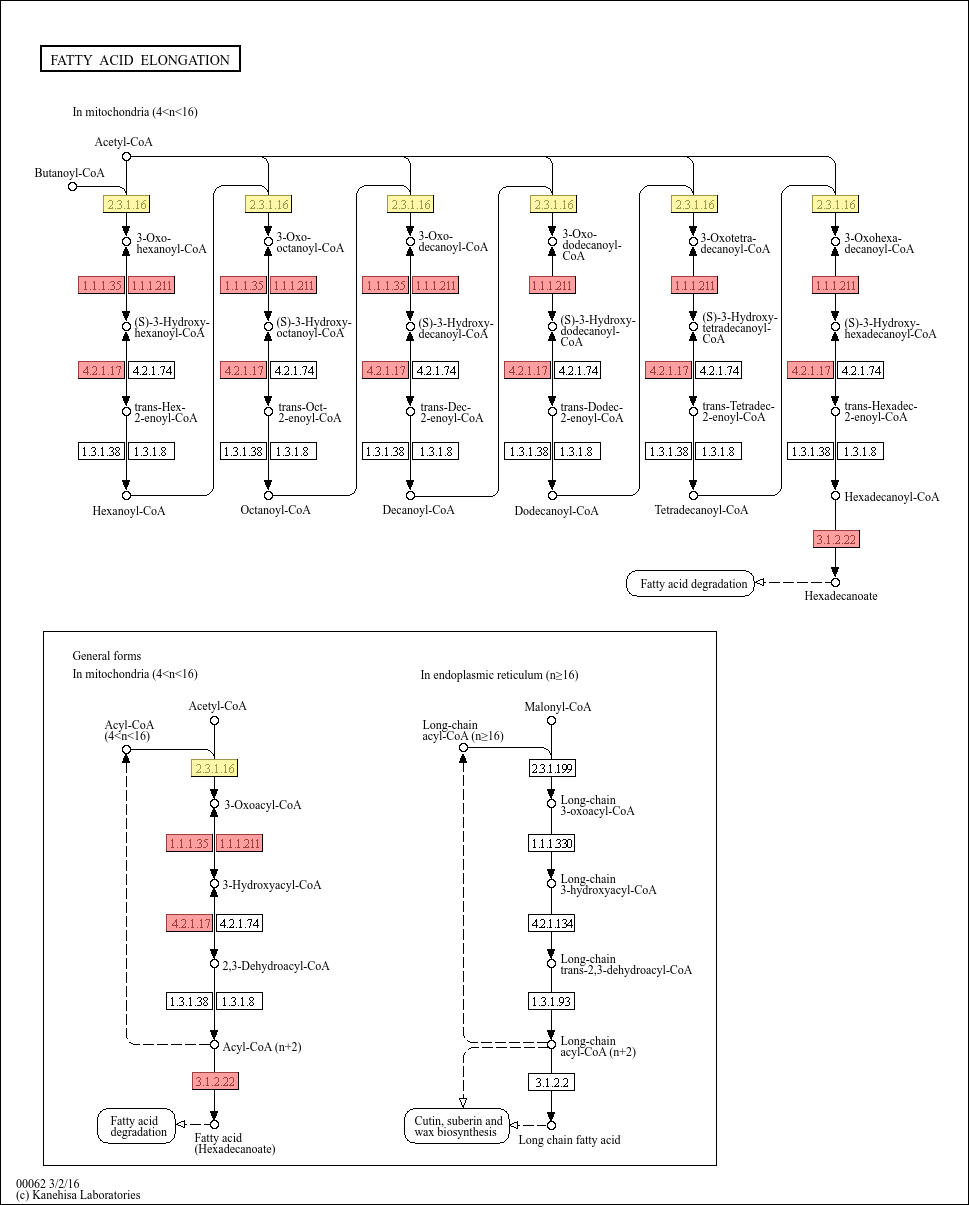 FATTY ACID ELONGATION
In mitochondria (4<n<16)
Acetyl-CoA
Butanoyl-CoA
2.3.1.16 2.3.1.16 2.3.1.16 2.3.1.16 2.3.1.16 2.3.1.16
3-Oxo-
hexanoyl-CoA
3-Oxo-
octanoyl-CoA
3-Oxo-
decanoyl-CoA
3-Oxo-
dodecanoyl-
CoA
3-Oxotetra-
decanoyl-CoA
3-Oxohexa-
decanoyl-CoA
1.1.1.35 1.1.1.211 1.1.1.35 1.1.1.211 1.1.1.35 1.1.1.211 1.1.1.211 1.1.1.211 1.1.1.211
(S)-3-Hydroxy-
hexanoyl-CoA
(S)-3-Hydroxy-
octanoyl-CoA
(S)-3-Hydroxy-
decanoyl-CoA
(S)-3-Hydroxy-
dodecanoyl-
CoA
(S)-3-Hydroxy-
tetradecanoyl-
CoA
(S)-3-Hydroxy-
hexadecanoyl-CoA
4.2.1.17 4.2.1.74 4.2.1.17 4.2.1.74 4.2.1.17 4.2.1.74 4.2.1.17 4.2.1.74 4.2.1.17 4.2.1.74 4.2.1.17 4.2.1.74
trans-Hex-
2-enoyl-CoA
trans-Oct-
2-enoyl-CoA
trans-Dec-
2-enoyl-CoA
trans-Dodec-
2-enoyl-CoA
trans-Tetradec-
2-enoyl-CoA
trans-Hexadec-
2-enoyl-CoA
1.3.1.38 1.3.1.8 1.3.1.38 1.3.1.8 1.3.1.38 1.3.1.8 1.3.1.38 1.3.1.8 1.3.1.38 1.3.1.8 1.3.1.38 1.3.1.8
Hexanoyl-CoA Octanoyl-CoA Decanoyl-CoA Dodecanoyl-CoA Tetradecanoyl-CoA Hexadecanoyl-CoA
3.1.2.22
Fatty acid degradation
Hexadecanoate
General forms
In mitochondria (4<n<16)
Acetyl-CoA
Acyl-CoA
(4<n<16)
2.3.1.16
3-Oxoacyl-CoA
1.1.1.35 1.1.1.211
3-Hydroxyacyl-CoA
4.2.1.17 4.2.1.74
2,3-Dehydroacyl-CoA
1.3.1.38 1.3.1.8
Acyl-CoA (n+2)
3.1.2.22
Fatty acid
degradation
Fatty acid
(Hexadecanoate)
In endoplasmic reticulum (n≥16)
Malonyl-CoA
Long-chain
acyl-CoA (n≥16)
2.3.1.199
Long-chain
3-oxoacyl-CoA
1.1.1.330
Long-chain
3-hydroxyacyl-CoA
4.2.1.134
Long-chain
trans-2,3-dehydroacyl-CoA
1.3.1.93
Long-chain
acyl-CoA (n+2)
3.1.2.2
Cutin, suberin and
wax biosynthesis
Long chain fatty acid
00062 3/2/16
(c) Kanehisa Laboratories